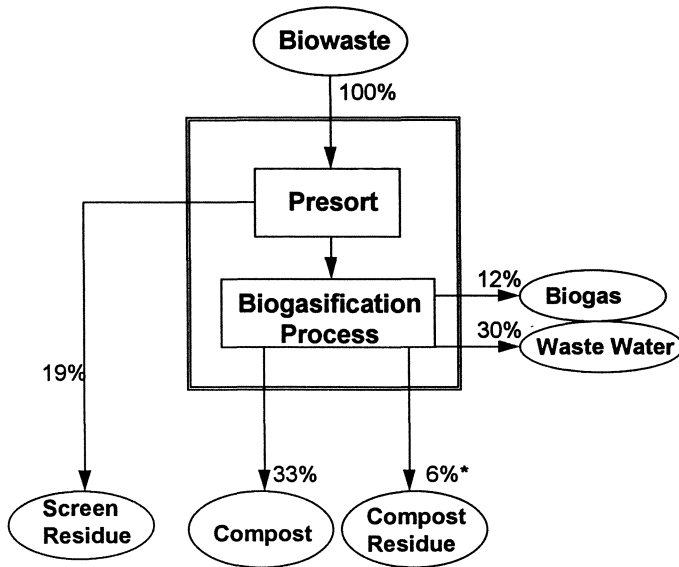 Biowaste
100%
Presort
Biogasification
Process
12%
Biogas
30%
Waste Water
19%
33%
6%*
Screen
Residue
Compost
Compost
Residue